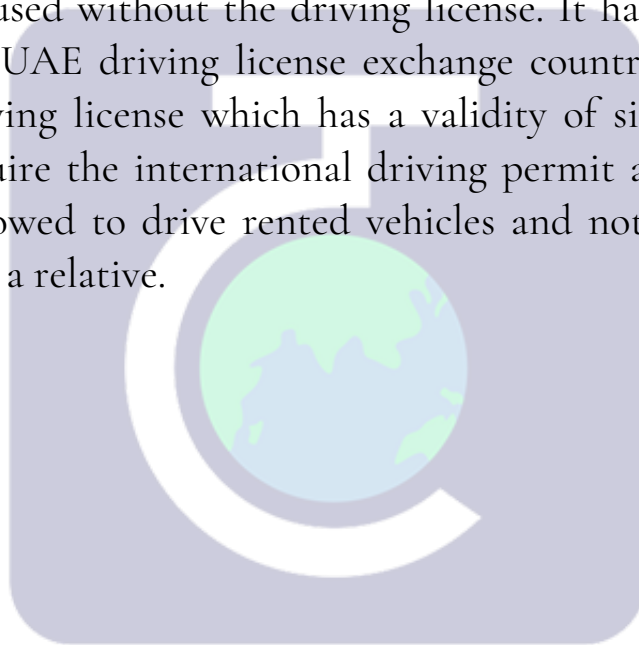 used without the driving license. It ha
UAE driving license exchange countr
ving license which has a validity of si
uire the international driving permit a
owed to drive rented vehicles and not
a relative.